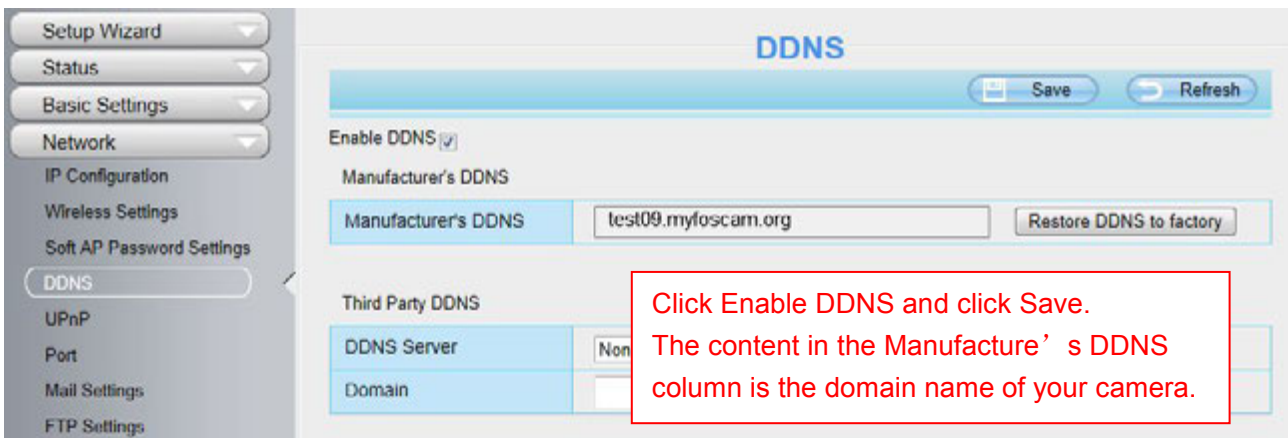 Setup Wizard
Status
Basic Settings
Network
IP Configuration
Wireless Settings
Soft AP Password Settings
DDNS
UPnP
Port
Mail Settings
FTP Settings
DDNS
Save Refresh
Enable DDNS
Manufacturer's DDNS
Manufacturer's DDNS test09.myfoscam.org Restore DDNS to factory
Third Party DDNS
DDNS Server Non
Domain
Click Enable DDNS and click Save.
The content in the Manufacture’s DDNS
column is the domain name of your camera.